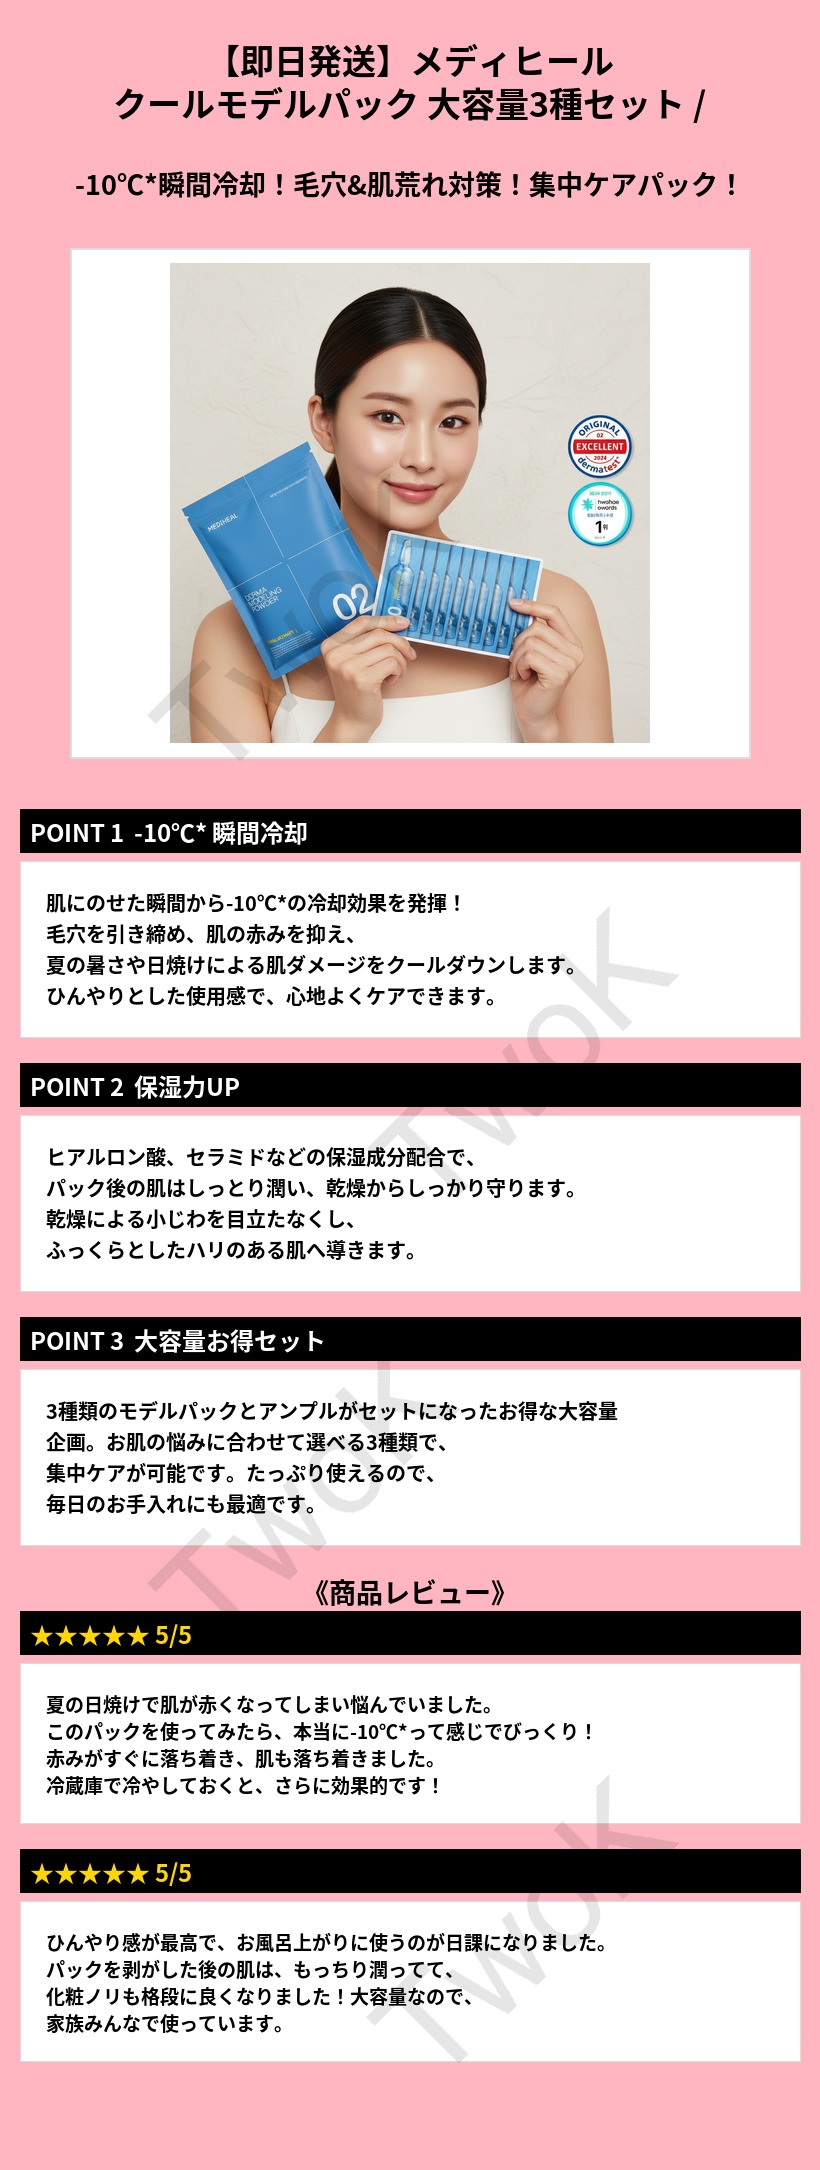 【即日発送】メディヒール
クールモデルパック 大容量3種セット /
-10℃*瞬間冷却！毛穴&肌荒れ対策！集中ケアパック！
ORIGINAL
02
EXCELLENT
2024
dermatest
hwahae
awards
1위
MEDIHEAL
DERMA
MODELING
POWDER
02
TwoK
POINT 1 -10℃* 瞬間冷却
肌にのせた瞬間から-10℃*の冷却効果を発揮！
毛穴を引き締め、肌の赤みを抑え、
夏の暑さや日焼けによる肌ダメージをクールダウンします。
ひんやりとした使用感で、心地よくケアできます。
TwoK
POINT 2 保湿力UP
ヒアルロン酸、セラミドなどの保湿成分配合で、
パック後の肌はしっとり潤い、乾燥からしっかり守ります。
乾燥による小じわを目立たなくし、
ふっくらとしたハリのある肌へ導きます。
POINT 3 大容量お得セット
3種類のモデルパックとアンプルがセットになったお得な大容量
企画。お肌の悩みに合わせて選べる3種類で、
集中ケアが可能です。たっぷり使えるので、
毎日のお手入れにも最適です。
TwoK
《商品レビュー》
★★★★★ 5/5
夏の日焼けで肌が赤くなってしまい悩んでいました。
このパックを使ってみたら、本当に-10℃*って感じでびっくり！
赤みがすぐに落ち着き、肌も落ち着きました。
冷蔵庫で冷やしておくと、さらに効果的です！
★★★★★ 5/5
ひんやり感が最高で、お風呂上がりに使うのが日課になりました。
パックを剥がした後の肌は、もっちり潤ってて、
化粧ノリも格段に良くなりました！大容量なので、
家族みんなで使っています。
TwoK